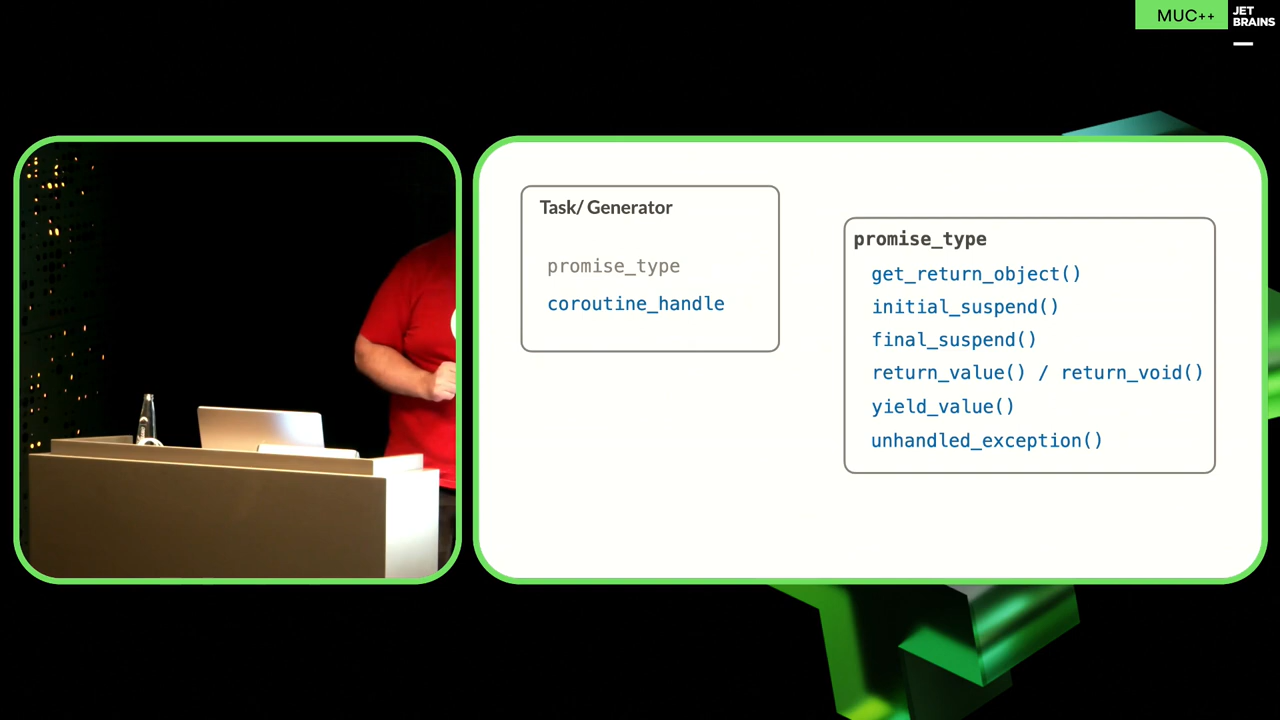 MUC++
JET
BRAINS
Task/ Generator
promise_type
coroutine_handle
promise_type
get_return_object()
initial_suspend()
final_suspend()
return_value() / return_void()
yield_value()
unhandled_exception()